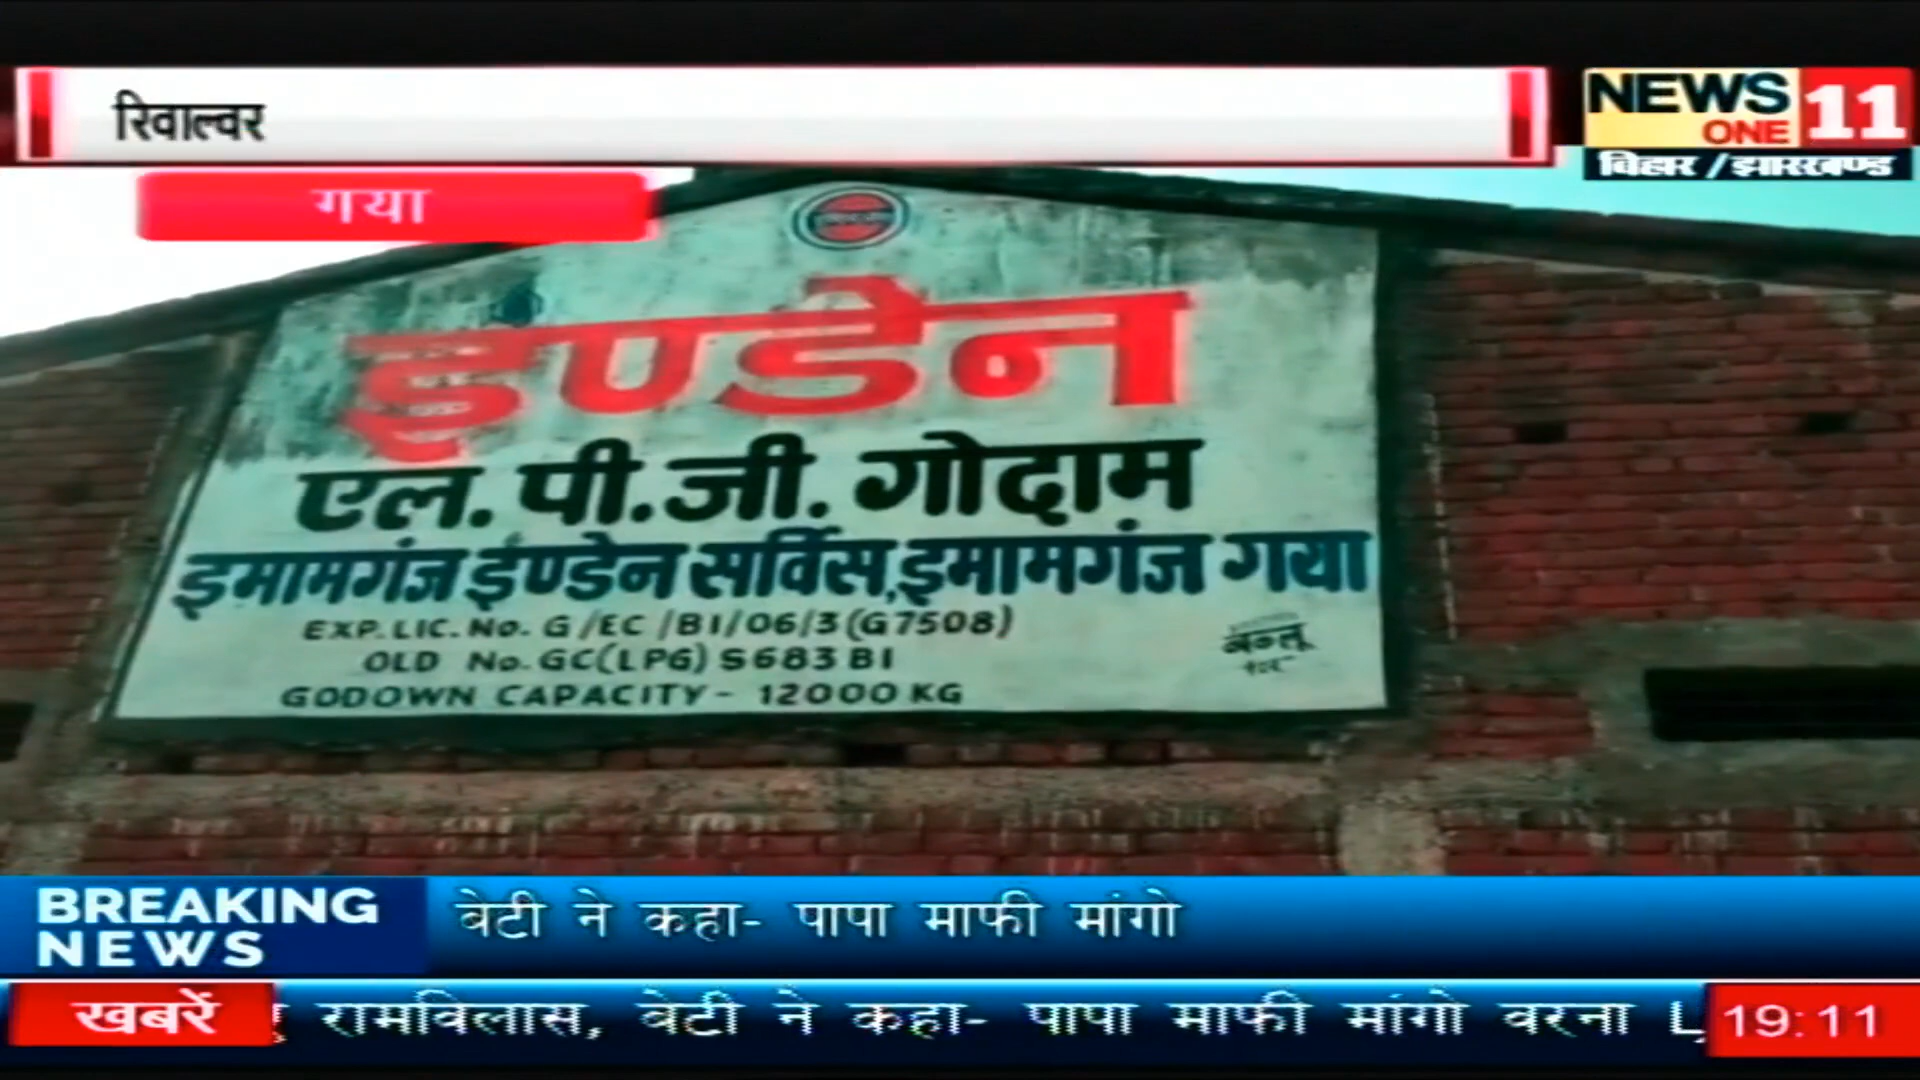 रिवाल्वर
NEWS
ONE
11
बिहार / झारखण्ड
गया
इण्डेन
एल. पी. जी. गोदाम
इमामगंज इण्डेन सर्विस, इमामगंज गया
EXP. LIC. No. G/EC/BI/06/3(G7508)
OLD No. GC(LPG) S683 BI
GODOWN CAPACITY - 12000 KG
BREAKING
NEWS
बेटी ने कहा- पापा माफी मांगो
खबरें
रामविलास, बेटी ने कहा- पापा माफी मांगो वरना
19:11